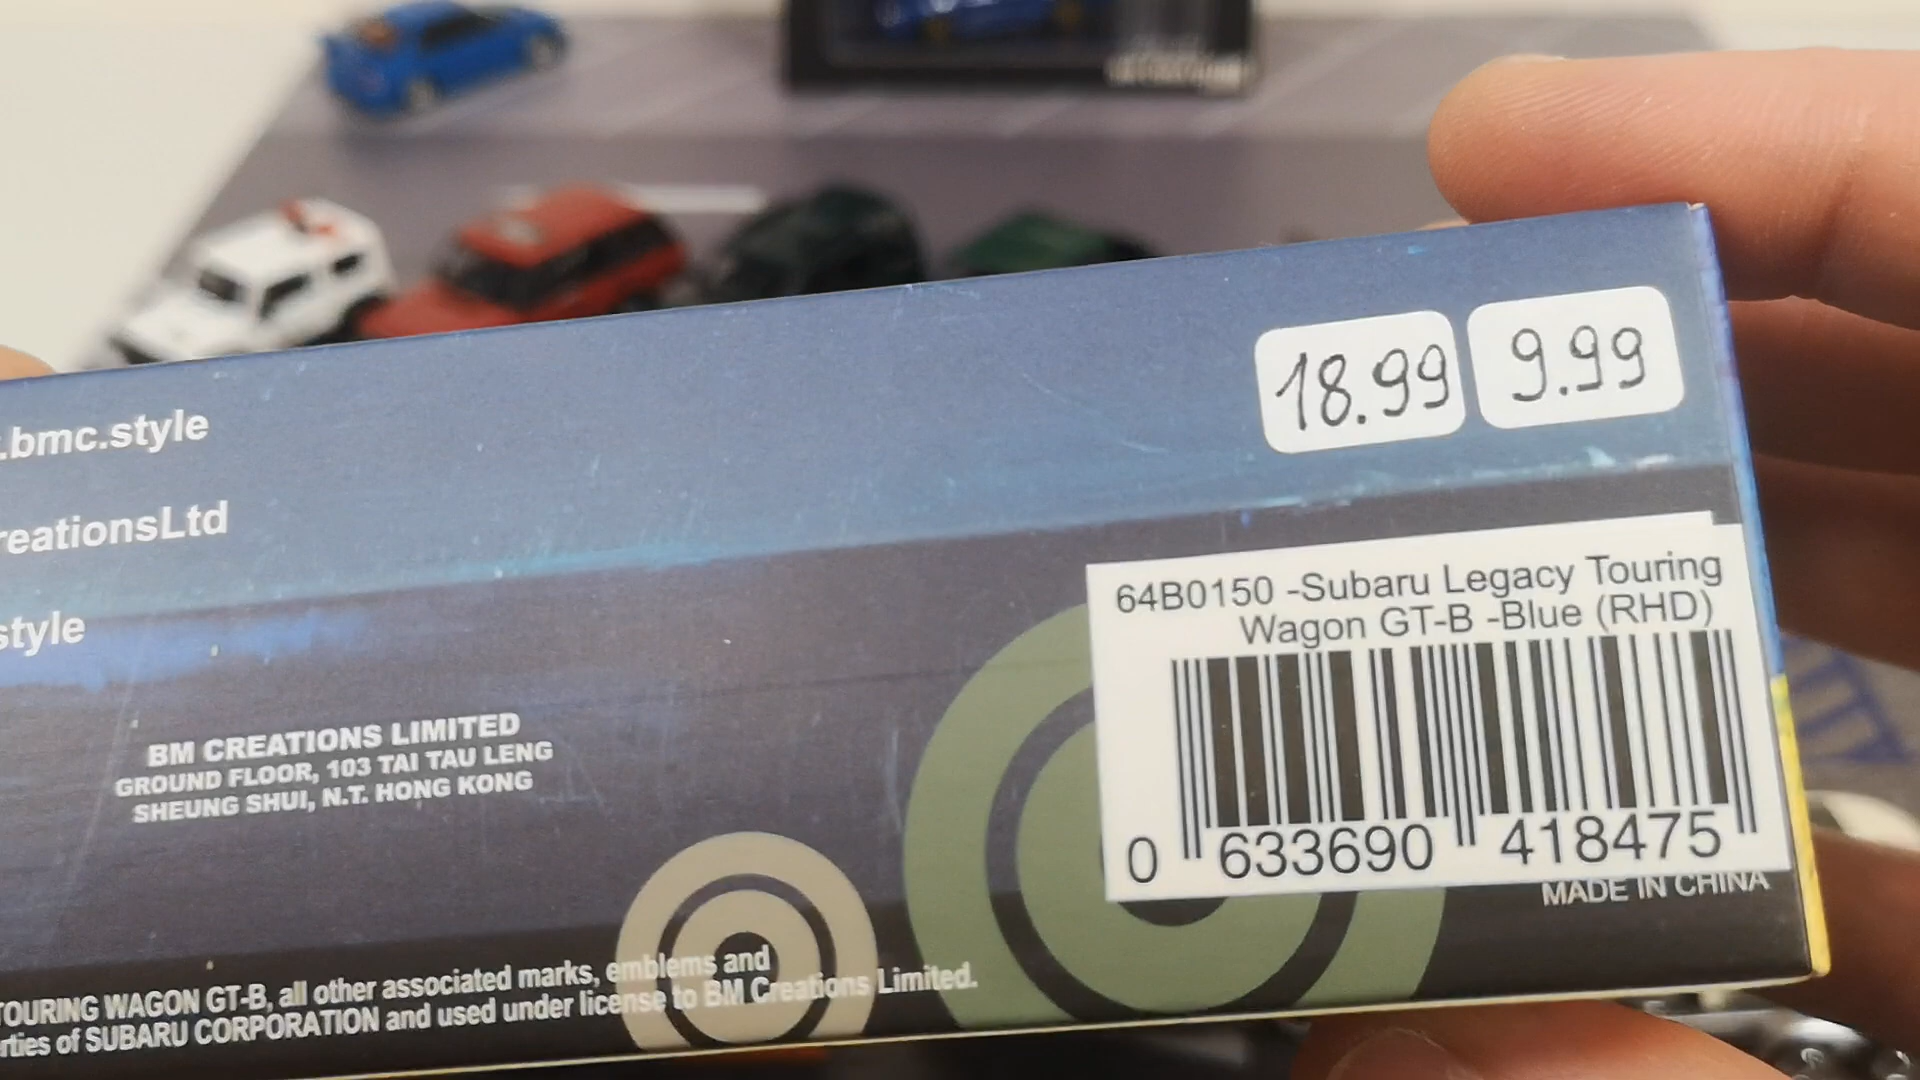 .bmc.style
reationsLtd
style
18.99
9.99
64B0150 -Subaru Legacy Touring
Wagon GT-B -Blue (RHD)
0 633690 418475
MADE IN CHINA
BM CREATIONS LIMITED
GROUND FLOOR, 103 TAI TAU LENG
SHEUNG SHUI, N.T. HONG KONG
TOURING WAGON GT-B, all other associated marks, emblems and
rties of SUBARU CORPORATION and used under license to BM Creations Limited.